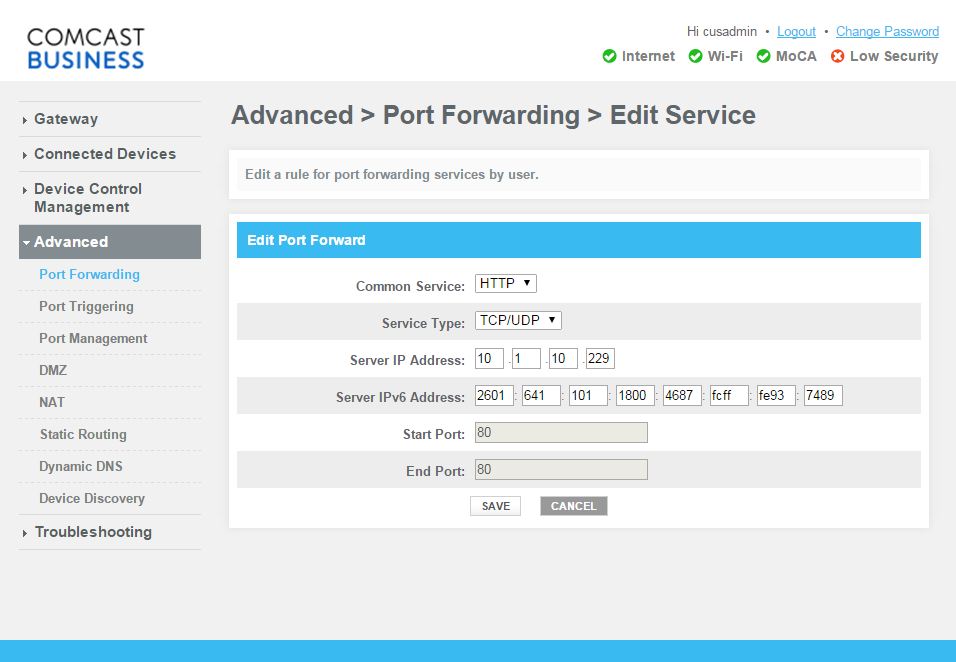 COMCAST
BUSINESS
Hi cusadmin • Logout • Change Password
Internet Wi-Fi MoCA Low Security
Gateway
Connected Devices
Device Control
Management
Advanced
Port Forwarding
Port Triggering
Port Management
DMZ
NAT
Static Routing
Dynamic DNS
Device Discovery
Troubleshooting
Advanced > Port Forwarding > Edit Service
Edit a rule for port forwarding services by user.
Edit Port Forward
Common Service: HTTP
Service Type: TCP/UDP
Server IP Address: 10 . 1 . 10 . 229
Server IPv6 Address: 2601 : 641 : 101 : 1800 : 4687 : fcff : fe93 : 7489
Start Port: 80
End Port: 80
SAVE CANCEL